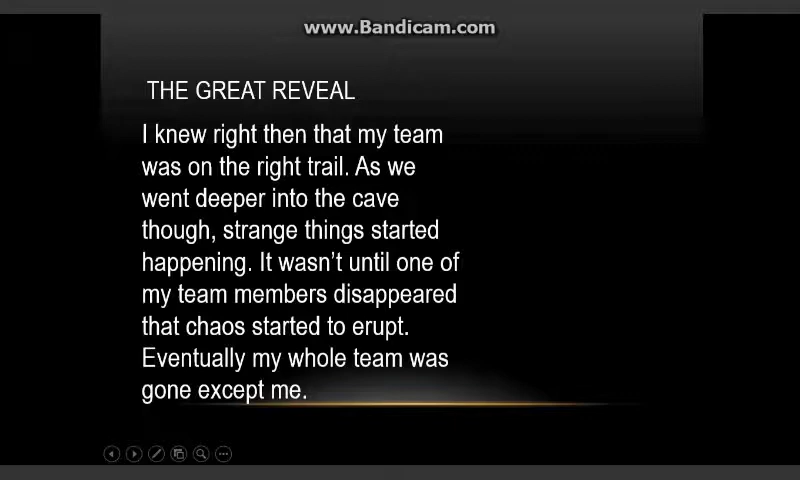 www.Bandicam.com
THE GREAT REVEAL
I knew right then that my team
was on the right trail. As we
went deeper into the cave
though, strange things started
happening. It wasn’t until one of
my team members disappeared
that chaos started to erupt.
Eventually my whole team was
gone except me.